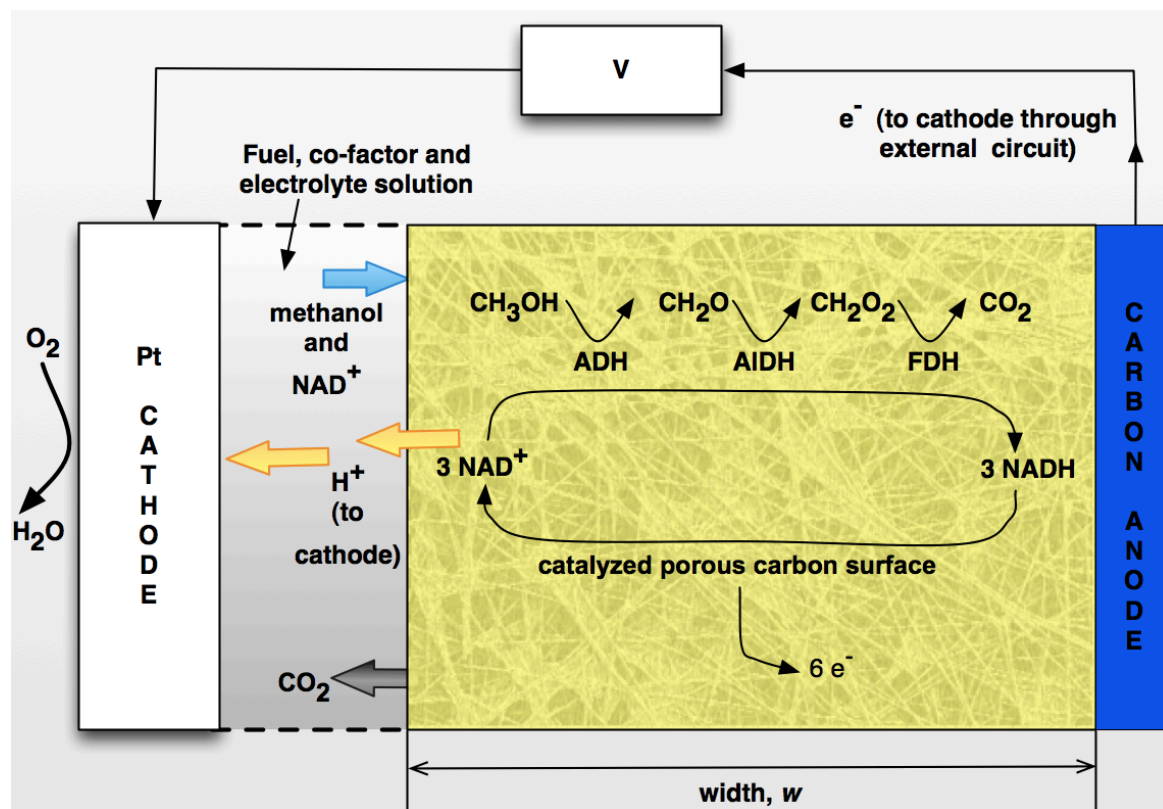 V
e⁻ (to cathode through
external circuit)
Fuel, co-factor and
electrolyte solution
O₂
H₂O
Pt
C
A
T
H
O
D
E
methanol
and
NAD⁺
H⁺
(to
cathode)
CO₂
CH₃OH CH₂O CH₂O₂ CO₂
ADH AlDH FDH
3 NAD⁺ 3 NADH
catalyzed porous carbon surface
6 e⁻
C
A
R
B
O
N
A
N
O
D
E
width, w